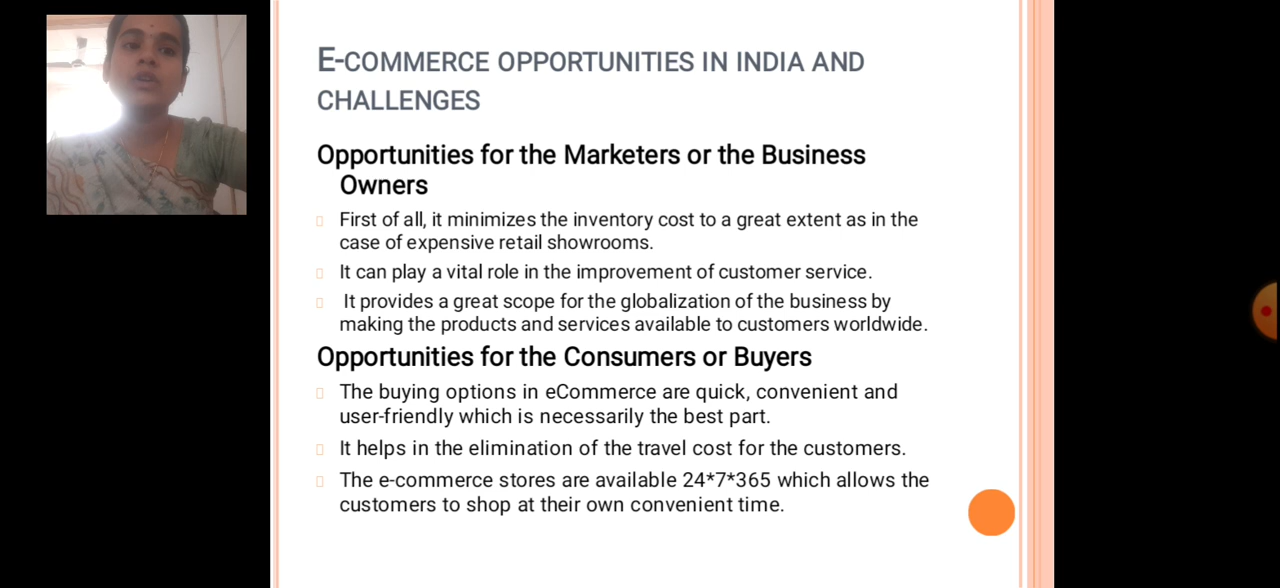 E-COMMERCE OPPORTUNITIES IN INDIA AND
CHALLENGES
Opportunities for the Marketers or the Business
Owners
First of all, it minimizes the inventory cost to a great extent as in the
case of expensive retail showrooms.
It can play a vital role in the improvement of customer service.
It provides a great scope for the globalization of the business by
making the products and services available to customers worldwide.
Opportunities for the Consumers or Buyers
The buying options in eCommerce are quick, convenient and
user-friendly which is necessarily the best part.
It helps in the elimination of the travel cost for the customers.
The e-commerce stores are available 24*7*365 which allows the
customers to shop at their own convenient time.